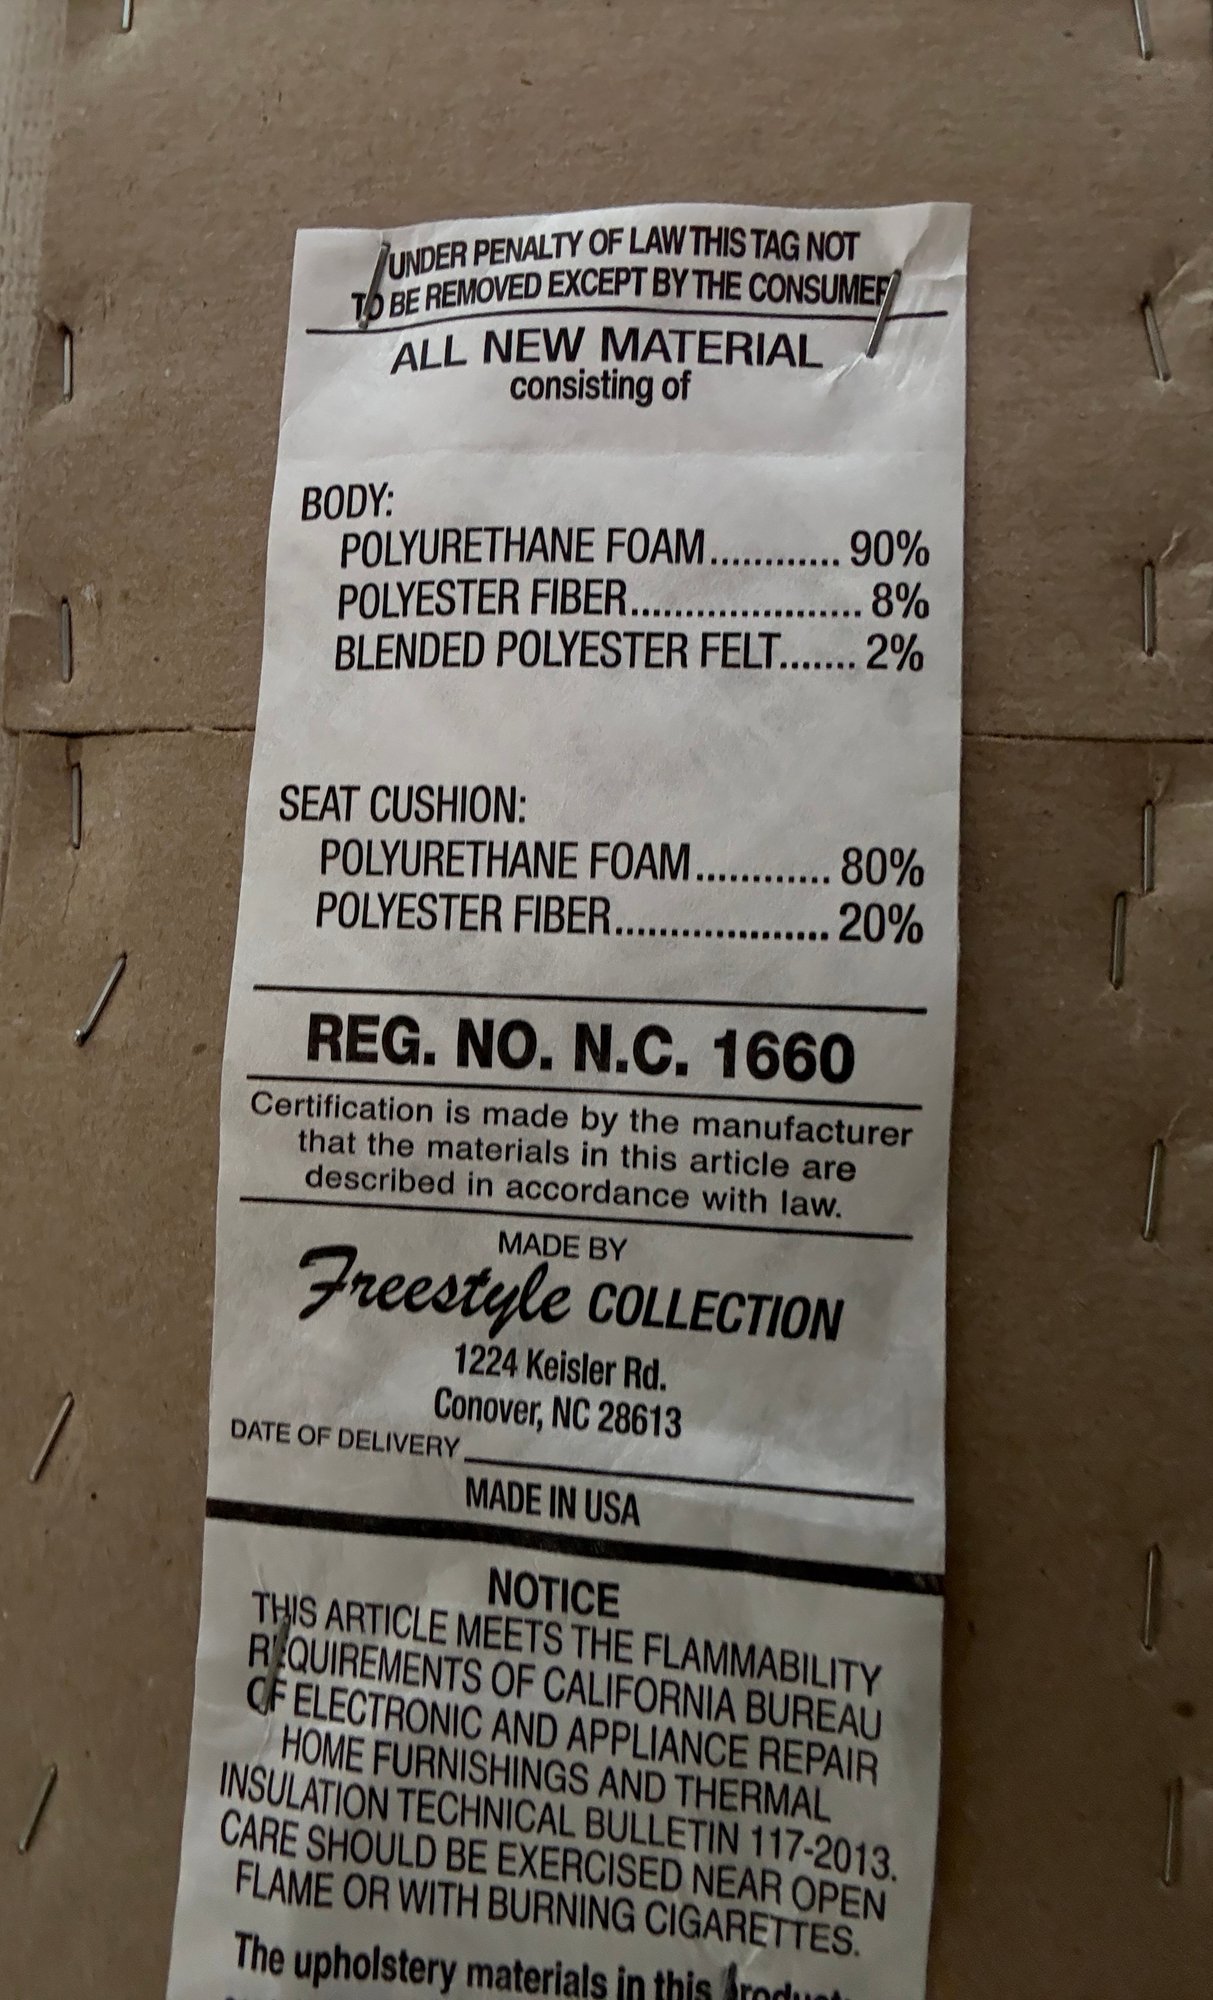 UNDER PENALTY OF LAW THIS TAG NOT
TO BE REMOVED EXCEPT BY THE CONSUMER
ALL NEW MATERIAL
consisting of
BODY:
POLYURETHANE FOAM............ 90%
POLYESTER FIBER...................... 8%
BLENDED POLYESTER FELT....... 2%
SEAT CUSHION:
POLYURETHANE FOAM............ 80%
POLYESTER FIBER.................... 20%
REG. NO. N.C. 1660
Certification is made by the manufacturer
that the materials in this article are
described in accordance with law.
MADE BY
Freestyle COLLECTION
1224 Keisler Rd.
Conover, NC 28613
DATE OF DELIVERY
MADE IN USA
NOTICE
THIS ARTICLE MEETS THE FLAMMABILITY
REQUIREMENTS OF CALIFORNIA BUREAU
OF ELECTRONIC AND APPLIANCE REPAIR
HOME FURNISHINGS AND THERMAL
INSULATION TECHNICAL BULLETIN 117-2013.
CARE SHOULD BE EXERCISED NEAR OPEN
FLAME OR WITH BURNING CIGARETTES.
The upholstery materials in this product